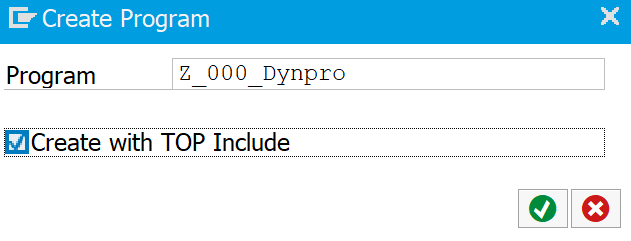 Create Program
Program Z_000_Dynpro
Create with TOP Include